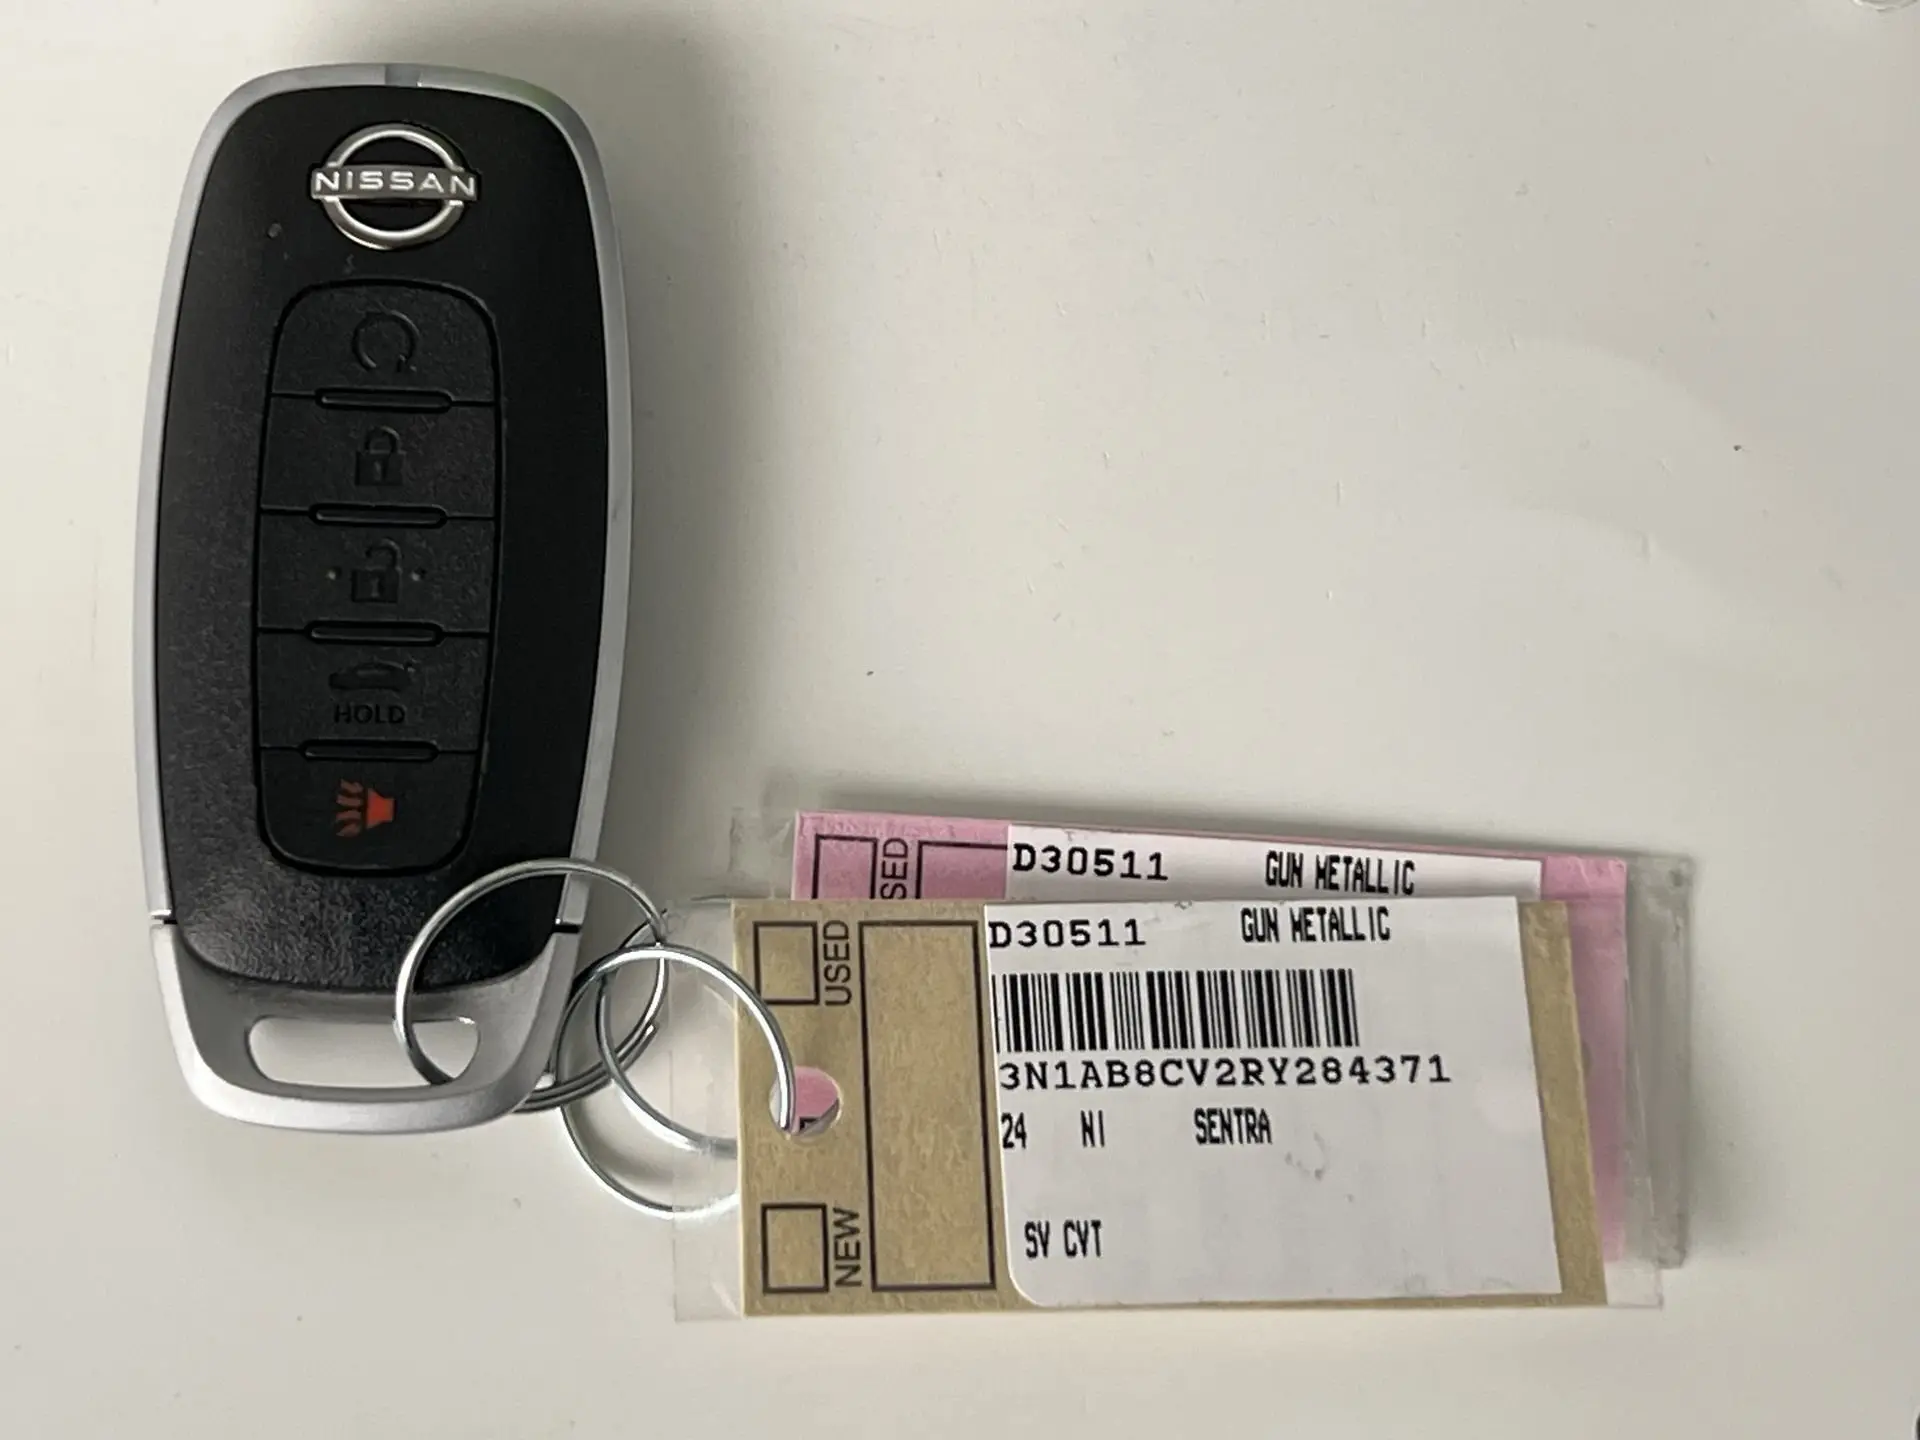 NISSAN
HOLD
SED
D30511 GUN METALLIC
USED
D30511 GUN METALLIC
3N1AB8CV2RY284371
24 NI SENTRA
NEW
SV CVT